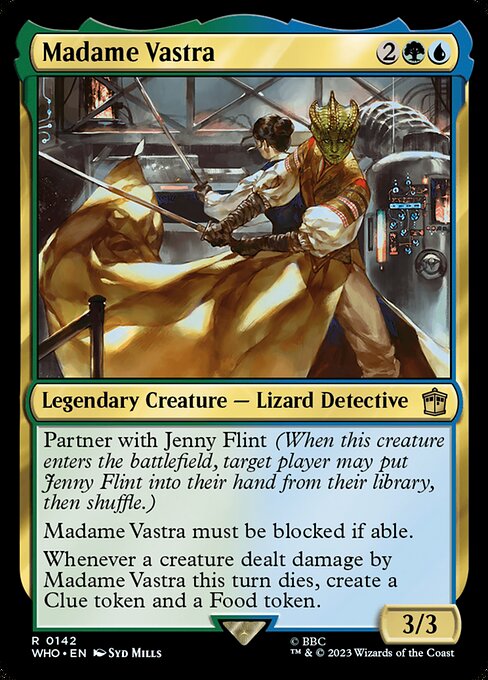 Madame Vastra 2
Legendary Creature — Lizard Detective
Partner with Jenny Flint (When this creature
enters the battlefield, target player may put
Jenny Flint into their hand from their library,
then shuffle.)
Madame Vastra must be blocked if able.
Whenever a creature dealt damage by
Madame Vastra this turn dies, create a
Clue token and a Food token.
3/3
R 0142
WHO • EN Syd Mills
© BBC
™ & © 2023 Wizards of the Coast